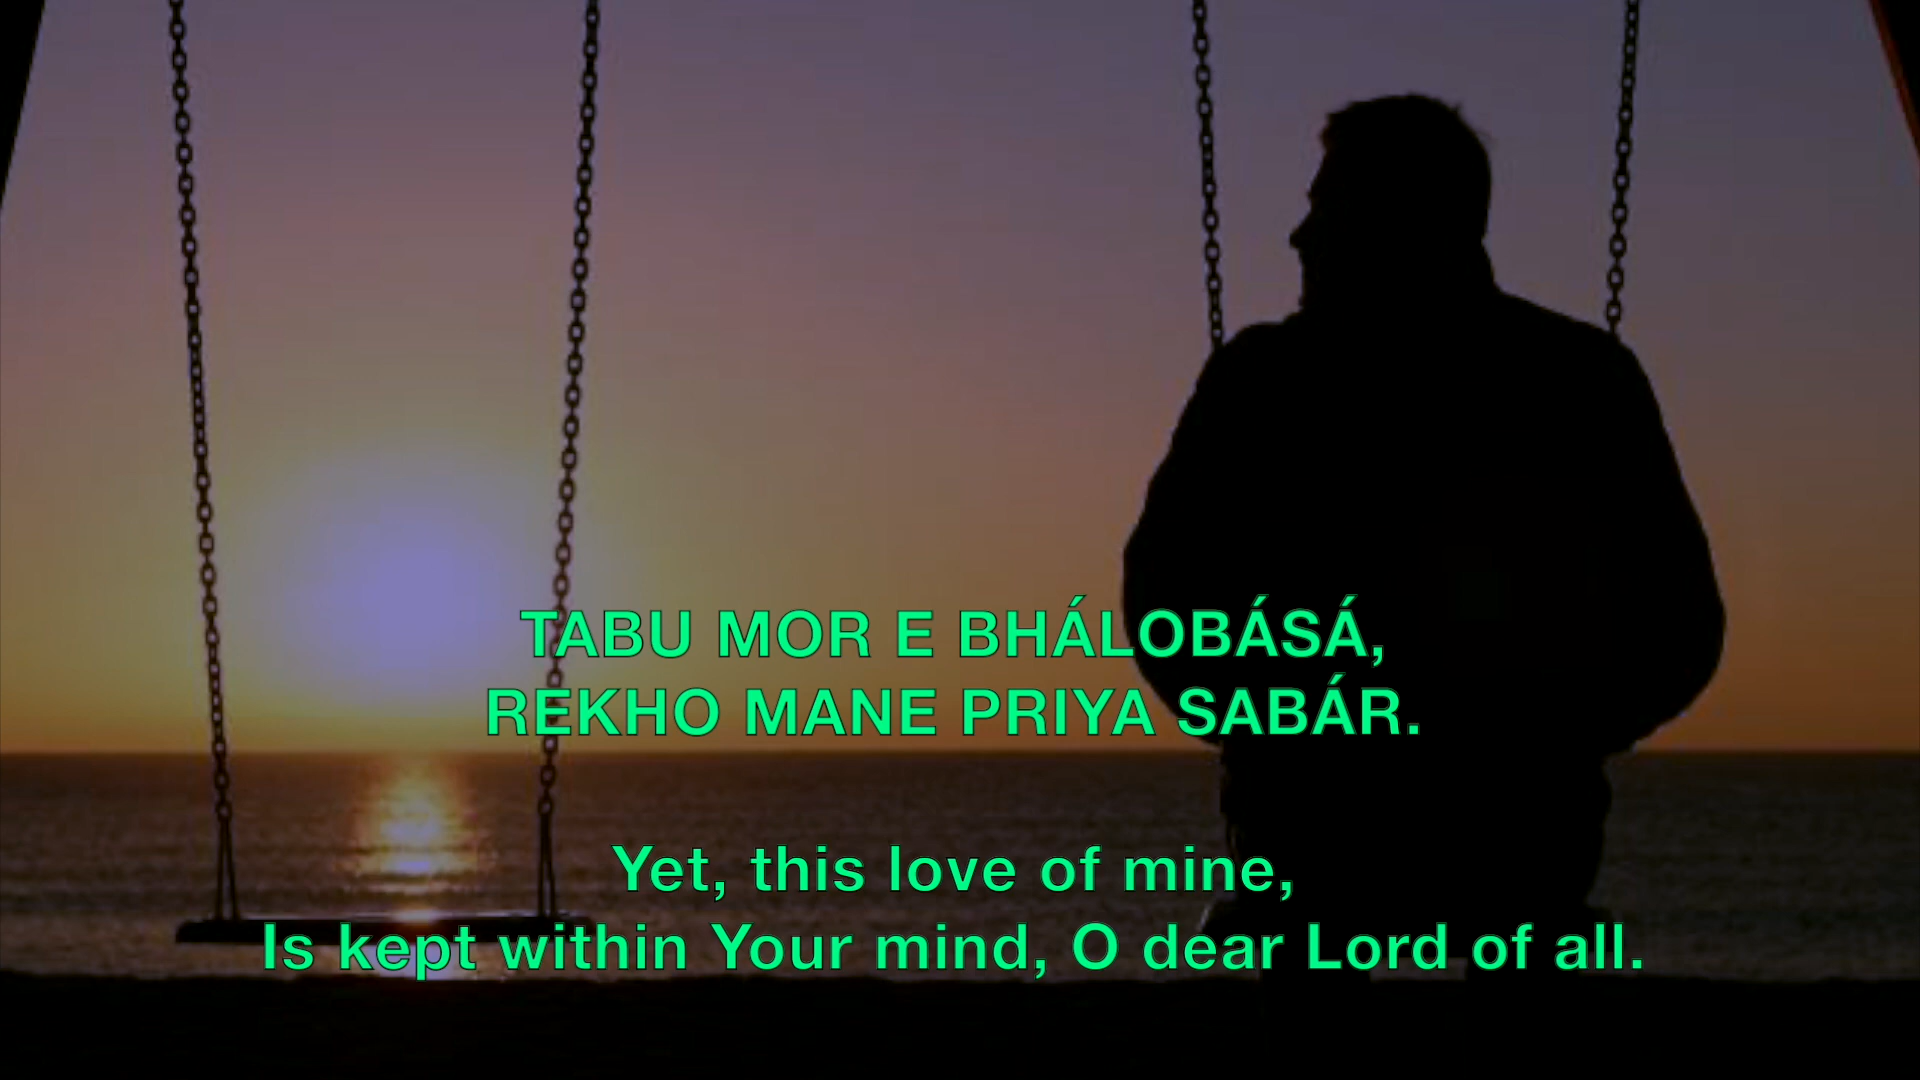 TABU MOR E BHÁLOBÁSÁ,
REKHO MANE PRIYA SABÁR.
Yet, this love of mine,
Is kept within Your mind, O dear Lord of all.